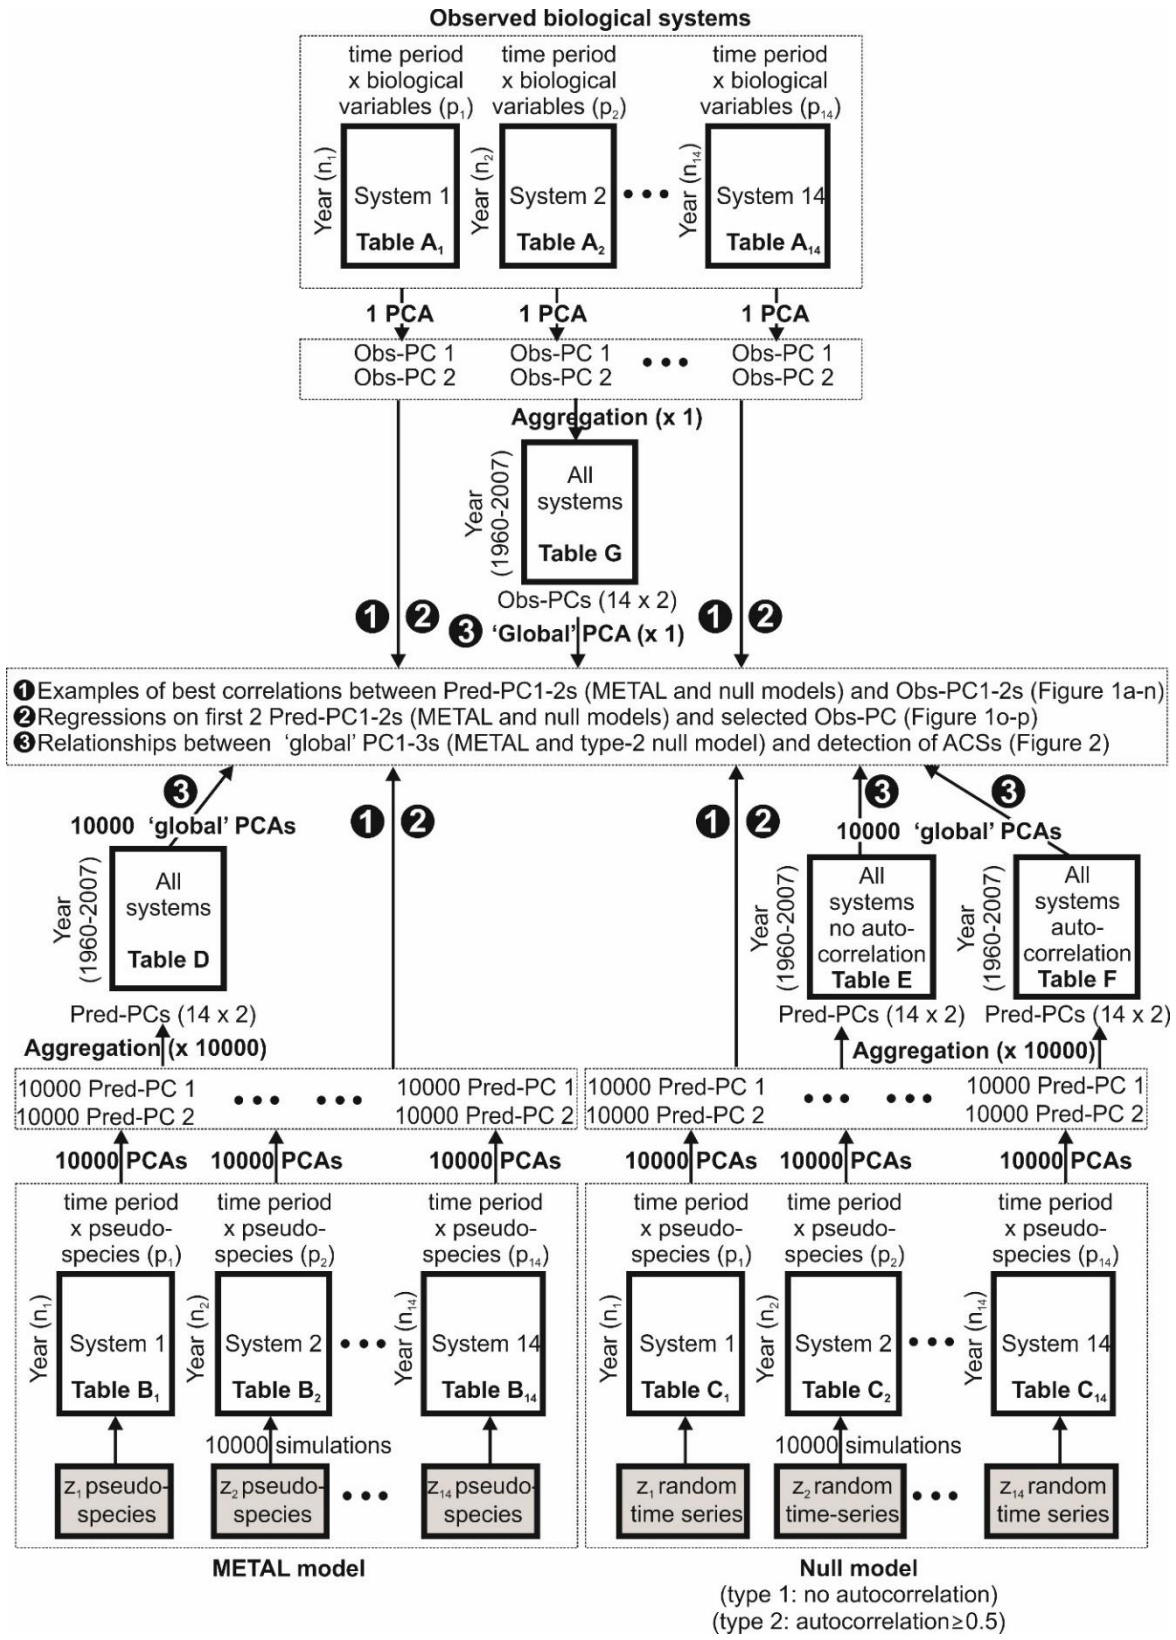 Observed biological systems
time period
x biological
variables (p1)
time period
x biological
variables (p2)
time period
x biological
variables (p14)
Year (n1)
System 1
Table A1
Year (n2)
System 2
Table A2
•••
Year (n14)
System 14
Table A14
1 PCA
1 PCA
1 PCA
Obs-PC 1
Obs-PC 2
Obs-PC 1
Obs-PC 2
•••
Obs-PC 1
Obs-PC 2
Aggregation (x 1)
Year
(1960-2007)
All
systems
Table G
Obs-PCs (14 x 2)
1 2
3 'Global' PCA (x 1)
1 2
1 Examples of best correlations between Pred-PC1-2s (METAL and null models) and Obs-PC1-2s (Figure 1a-n)
2 Regressions on first 2 Pred-PC1-2s (METAL and null models) and selected Obs-PC (Figure 1o-p)
3 Relationships between 'global' PC1-3s (METAL and type-2 null model) and detection of ACSs (Figure 2)
3
10000 'global' PCAs
1 2
1 2
3
3
10000 'global' PCAs
Year
(1960-2007)
All
systems
Table D
Pred-PCs (14 x 2)
Aggregation (x 10000)
Year
(1960-2007)
All
systems
no auto-
correlation
Table E
Pred-PCs (14 x 2)
Year
(1960-2007)
All
systems
auto-
correlation
Table F
Pred-PCs (14 x 2)
Aggregation (x 10000)
10000 Pred-PC 1
10000 Pred-PC 2
••• •••
10000 Pred-PC 1
10000 Pred-PC 2
10000 Pred-PC 1
10000 Pred-PC 2
••• •••
10000 Pred-PC 1
10000 Pred-PC 2
10000 PCAs
10000 PCAs
10000 PCAs
10000 PCAs
10000 PCAs
10000 PCAs
time period
x pseudo-
species (p1)
time period
x pseudo-
species (p2)
time period
x pseudo-
species (p14)
time period
x pseudo-
species (p1)
time period
x pseudo-
species (p2)
time period
x pseudo-
species (p14)
Year (n1)
System 1
Table B1
Year (n2)
System 2
Table B2
•••
Year (n14)
System 14
Table B14
Year (n1)
System 1
Table C1
Year (n2)
System 2
Table C2
•••
Year (n14)
System 14
Table C14
10000 simulations
10000 simulations
z1 pseudo-
species
z2 pseudo-
species
•••
z14 pseudo-
species
z1 random
time series
z2 random
time-series
•••
z14 random
time series
METAL model
Null model
(type 1: no autocorrelation)
(type 2: autocorrelation≥0.5)